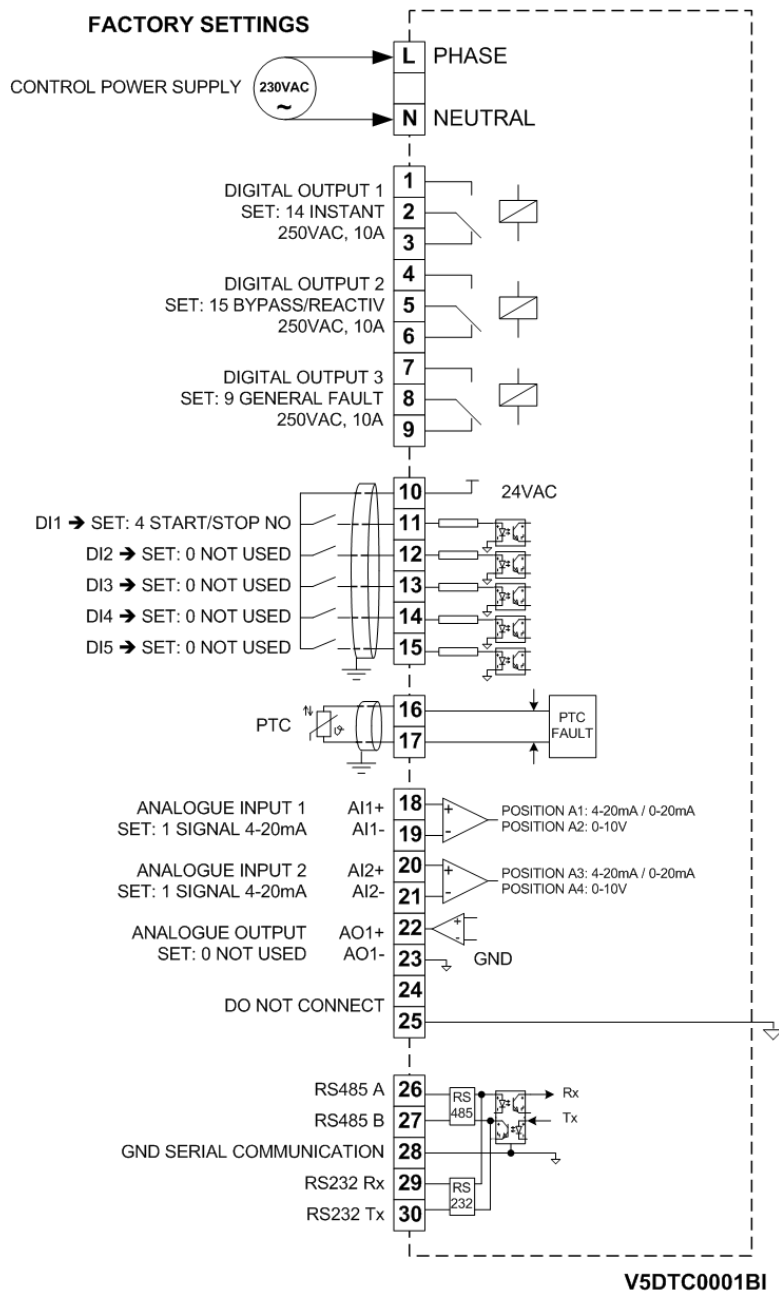 FACTORY SETTINGS
L PHASE
CONTROL POWER SUPPLY 230VAC
~
N NEUTRAL
1
DIGITAL OUTPUT 1
SET: 14 INSTANT 2
250VAC, 10A
3
4
DIGITAL OUTPUT 2
SET: 15 BYPASS/REACTIV 5
250VAC, 10A
6
7
DIGITAL OUTPUT 3
SET: 9 GENERAL FAULT 8
250VAC, 10A
9
10 24VAC
DI1 ➔ SET: 4 START/STOP NO 11
DI2 ➔ SET: 0 NOT USED 12
DI3 ➔ SET: 0 NOT USED 13
DI4 ➔ SET: 0 NOT USED 14
DI5 ➔ SET: 0 NOT USED 15
16
PTC
17
PTC
FAULT
ANALOGUE INPUT 1 AI1+ 18 POSITION A1: 4-20mA / 0-20mA
SET: 1 SIGNAL 4-20mA AI1- 19 POSITION A2: 0-10V
ANALOGUE INPUT 2 AI2+ 20 POSITION A3: 4-20mA / 0-20mA
SET: 1 SIGNAL 4-20mA AI2- 21 POSITION A4: 0-10V
ANALOGUE OUTPUT AO1+ 22
SET: 0 NOT USED AO1- 23 GND
24
DO NOT CONNECT
25
RS485 A 26 RS Rx
RS485 B 27 485 Tx
GND SERIAL COMMUNICATION 28
RS232 Rx 29 RS
RS232 Tx 30 232
V5DTC0001BI